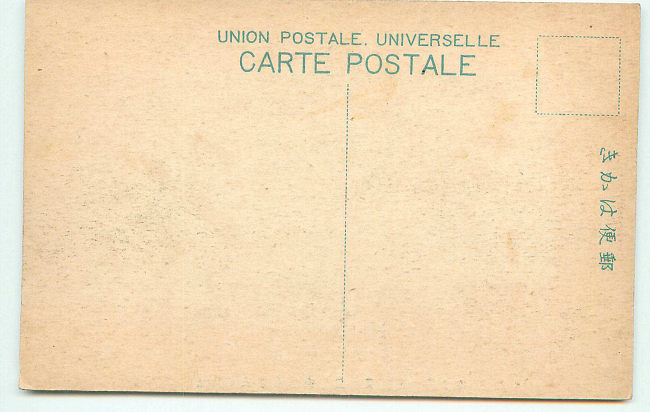 UNION POSTALE. UNIVERSELLE
CARTE POSTALE
郵便はかき